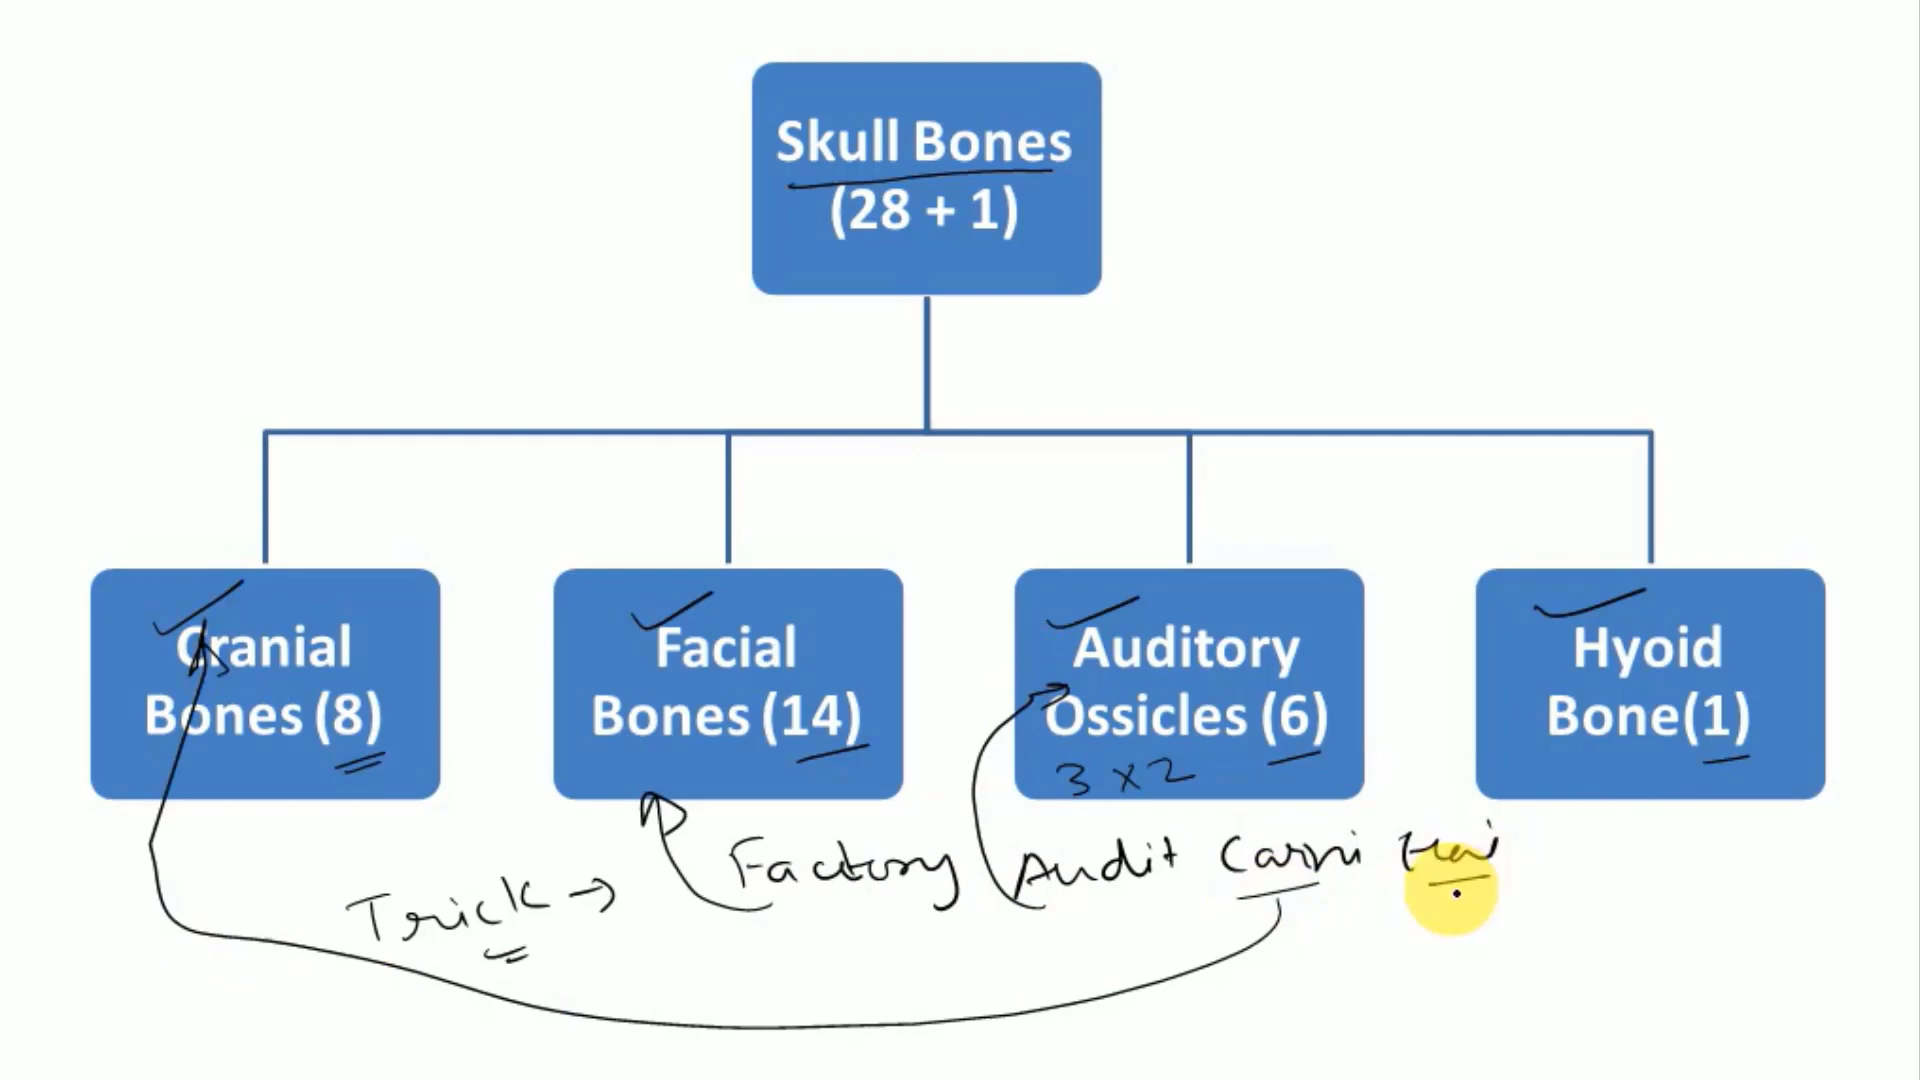 Skull Bones
(28 + 1)
Cranial
Bones (8)
Facial
Bones (14)
Auditory
Ossicles (6)
3 x 2
Hyoid
Bone(1)
Trick → Factory Audit Carni Hai